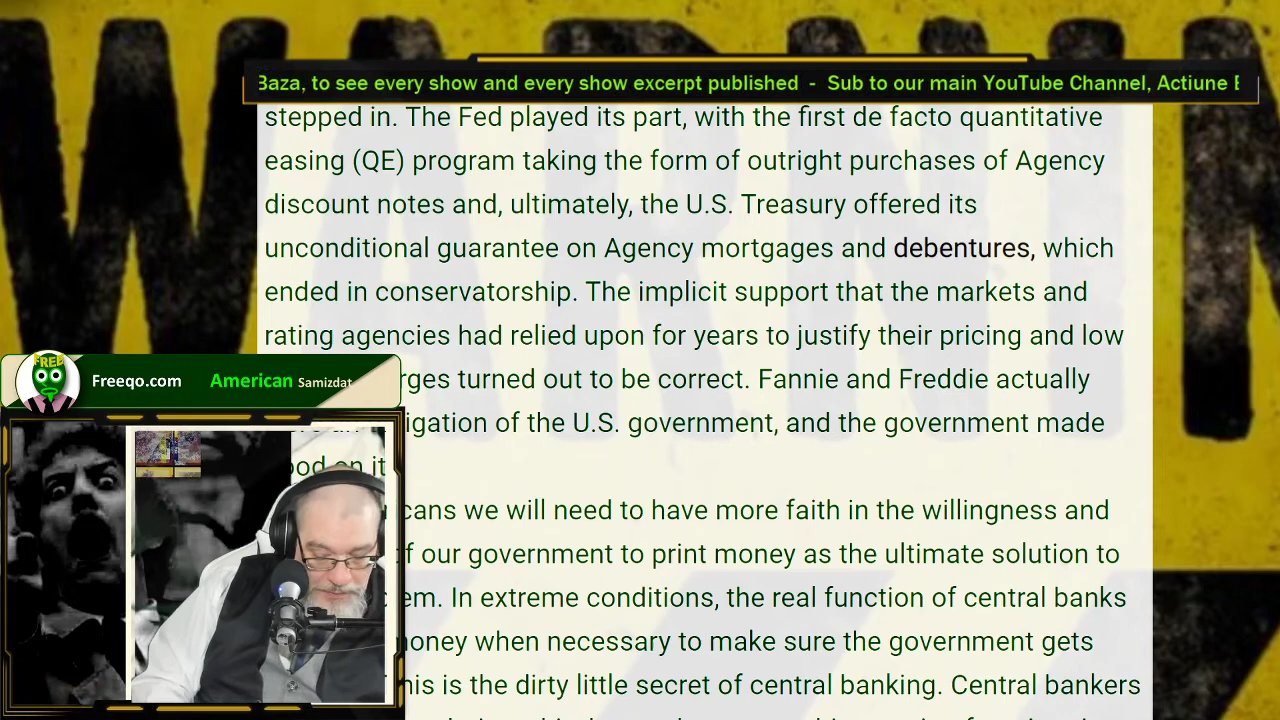 Baza, to see every show and every show excerpt published - Sub to our main YouTube Channel, Actiune
stepped in. The Fed played its part, with the first de facto quantitative
easing (QE) program taking the form of outright purchases of Agency
discount notes and, ultimately, the U.S. Treasury offered its
unconditional guarantee on Agency mortgages and debentures, which
ended in conservatorship. The implicit support that the markets and
rating agencies had relied upon for years to justify their pricing and low
turned out to be correct. Fannie and Freddie actually
of the U.S. government, and the government made
on it
we will need to have more faith in the willingness and
of our government to print money as the ultimate solution to
In extreme conditions, the real function of central banks
money when necessary to make sure the government gets
This is the dirty little secret of central banking. Central bankers
FREE
Freeqo.com American Samizdat